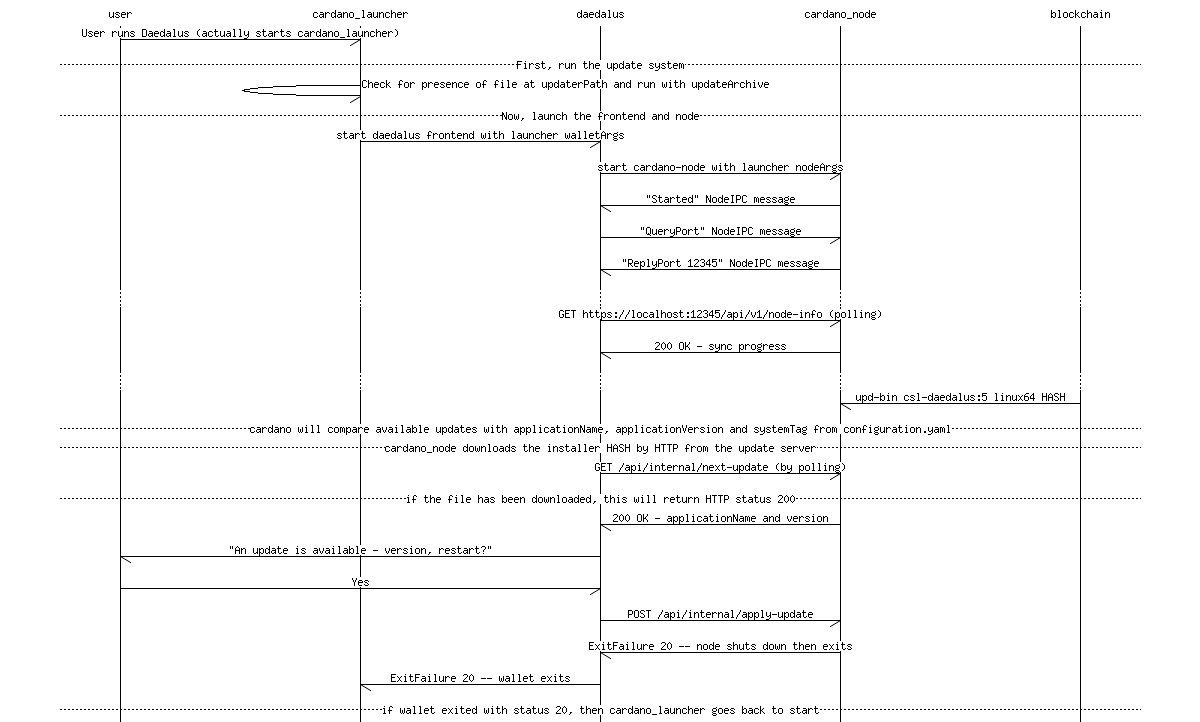 user cardano_launcher daedalus cardano_node blockchain
User runs Daedalus (actually starts cardano_launcher)
First, run the update system
Check for presence of file at updaterPath and run with updateArchive
Now, launch the frontend and node
start daedalus frontend with launcher walletArgs
start cardano-node with launcher nodeArgs
"Started" NodeIPC message
"QueryPort" NodeIPC message
"ReplyPort 12345" NodeIPC message
GET https://localhost:12345/api/v1/node-info (polling)
200 OK - sync progress
upd-bin csl-daedalus:5 linux64 HASH
cardano will compare available updates with applicationName, applicationVersion and systemTag from configuration.yaml
cardano_node downloads the installer HASH by HTTP from the update server
GET /api/internal/next-update (by polling)
if the file has been downloaded, this will return HTTP status 200
200 OK - applicationName and version
"An update is available - version, restart?"
Yes
POST /api/internal/apply-update
ExitFailure 20 -- node shuts down then exits
ExitFailure 20 -- wallet exits
if wallet exited with status 20, then cardano_launcher goes back to start